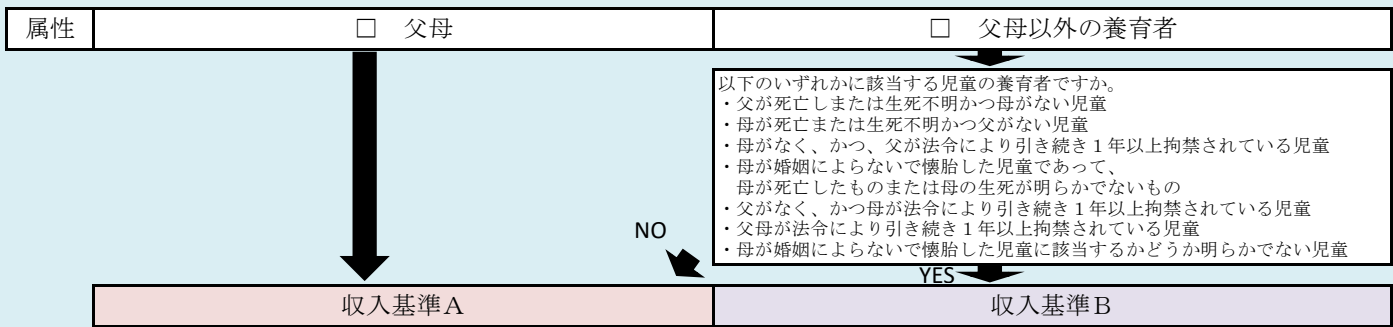 属性
□ 父母
□ 父母以外の養育者
以下のいずれかに該当する児童の養育者ですか。
・父が死亡しまたは生死不明かつ母がない児童
・母が死亡または生死不明かつ父がない児童
・母がなく、かつ、父が法令により引き続き１年以上拘禁されている児童
・母が婚姻によらないで懐胎した児童であって、
母が死亡したものまたは母の生死が明らかでないもの
・父がなく、かつ母が法令により引き続き１年以上拘禁されている児童
・父母が法令により引き続き１年以上拘禁されている児童
・母が婚姻によらないで懐胎した児童に該当するかどうか明らかでない児童
NO
YES
収入基準A
収入基準B